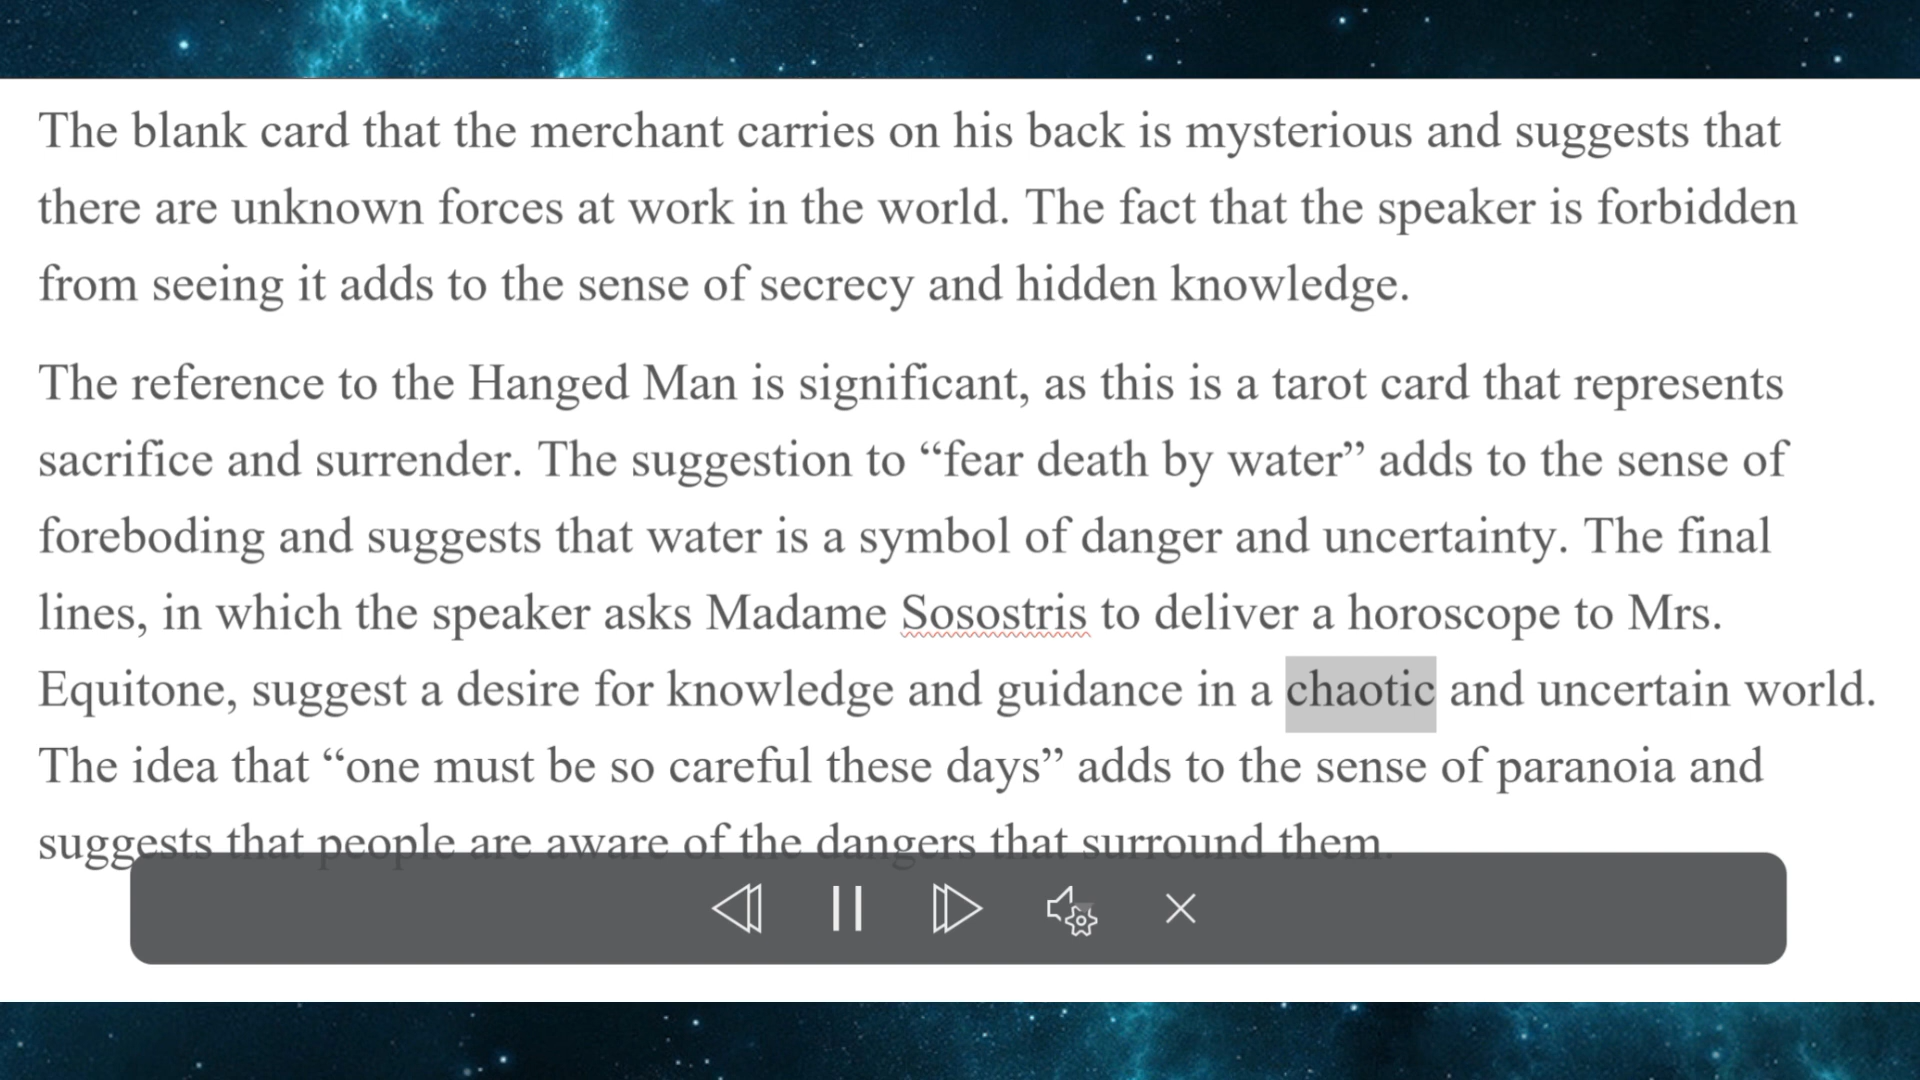 The blank card that the merchant carries on his back is mysterious and suggests that
there are unknown forces at work in the world. The fact that the speaker is forbidden
from seeing it adds to the sense of secrecy and hidden knowledge.
The reference to the Hanged Man is significant, as this is a tarot card that represents
sacrifice and surrender. The suggestion to “fear death by water” adds to the sense of
foreboding and suggests that water is a symbol of danger and uncertainty. The final
lines, in which the speaker asks Madame Sosostris to deliver a horoscope to Mrs.
Equitone, suggest a desire for knowledge and guidance in a chaotic and uncertain world.
The idea that “one must be so careful these days” adds to the sense of paranoia and
suggests that people are aware of the dangers that surround them.